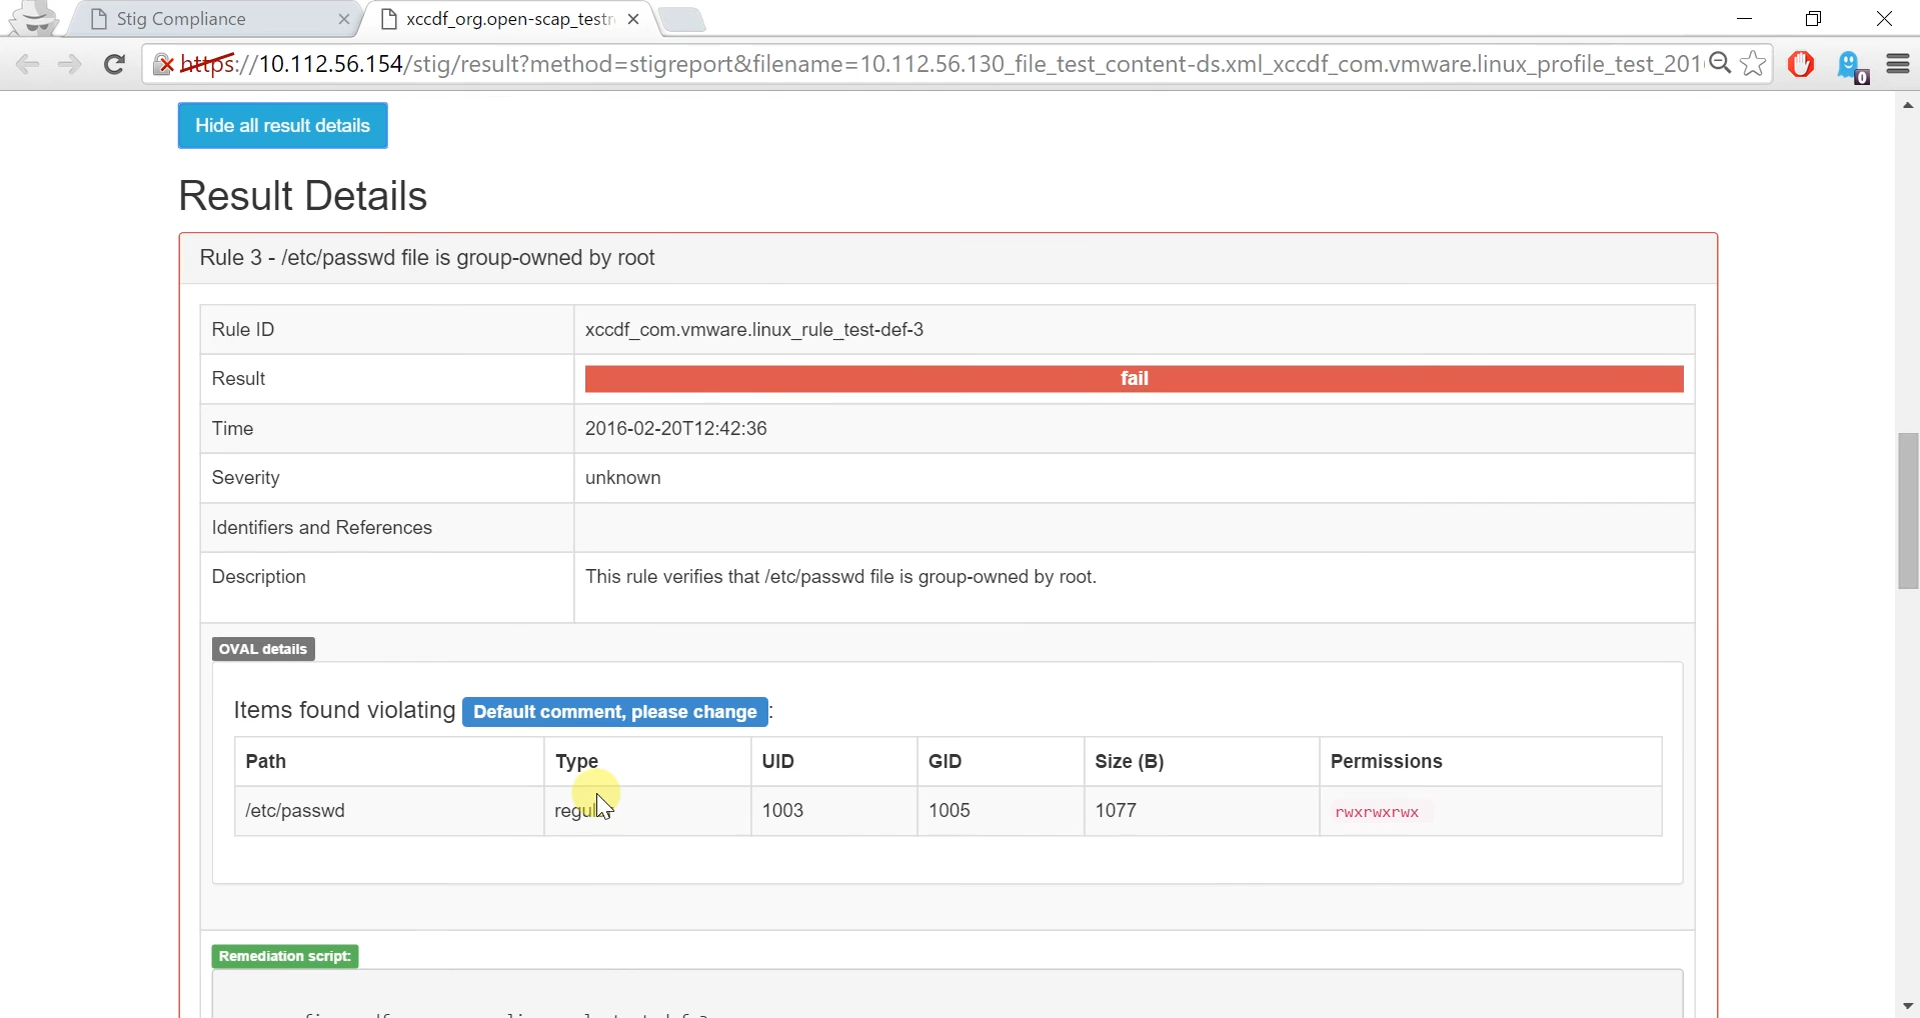 Stig Compliance
xccdf_org.open-scap_testr
https://10.112.56.154/stig/result?method=stigreport&filename=10.112.56.130_file_test_content-ds.xml_xccdf_com.vmware.linux_profile_test_201
0
Hide all result details
Result Details
Rule 3 - /etc/passwd file is group-owned by root
Rule ID xccdf_com.vmware.linux_rule_test-def-3
Result fail
Time 2016-02-20T12:42:36
Severity unknown
Identifiers and References
Description This rule verifies that /etc/passwd file is group-owned by root.
OVAL details
Items found violating Default comment, please change :
Path Type UID GID Size (B) Permissions
/etc/passwd 1003 1005 1077 rwxrwxrwx
Remediation script: